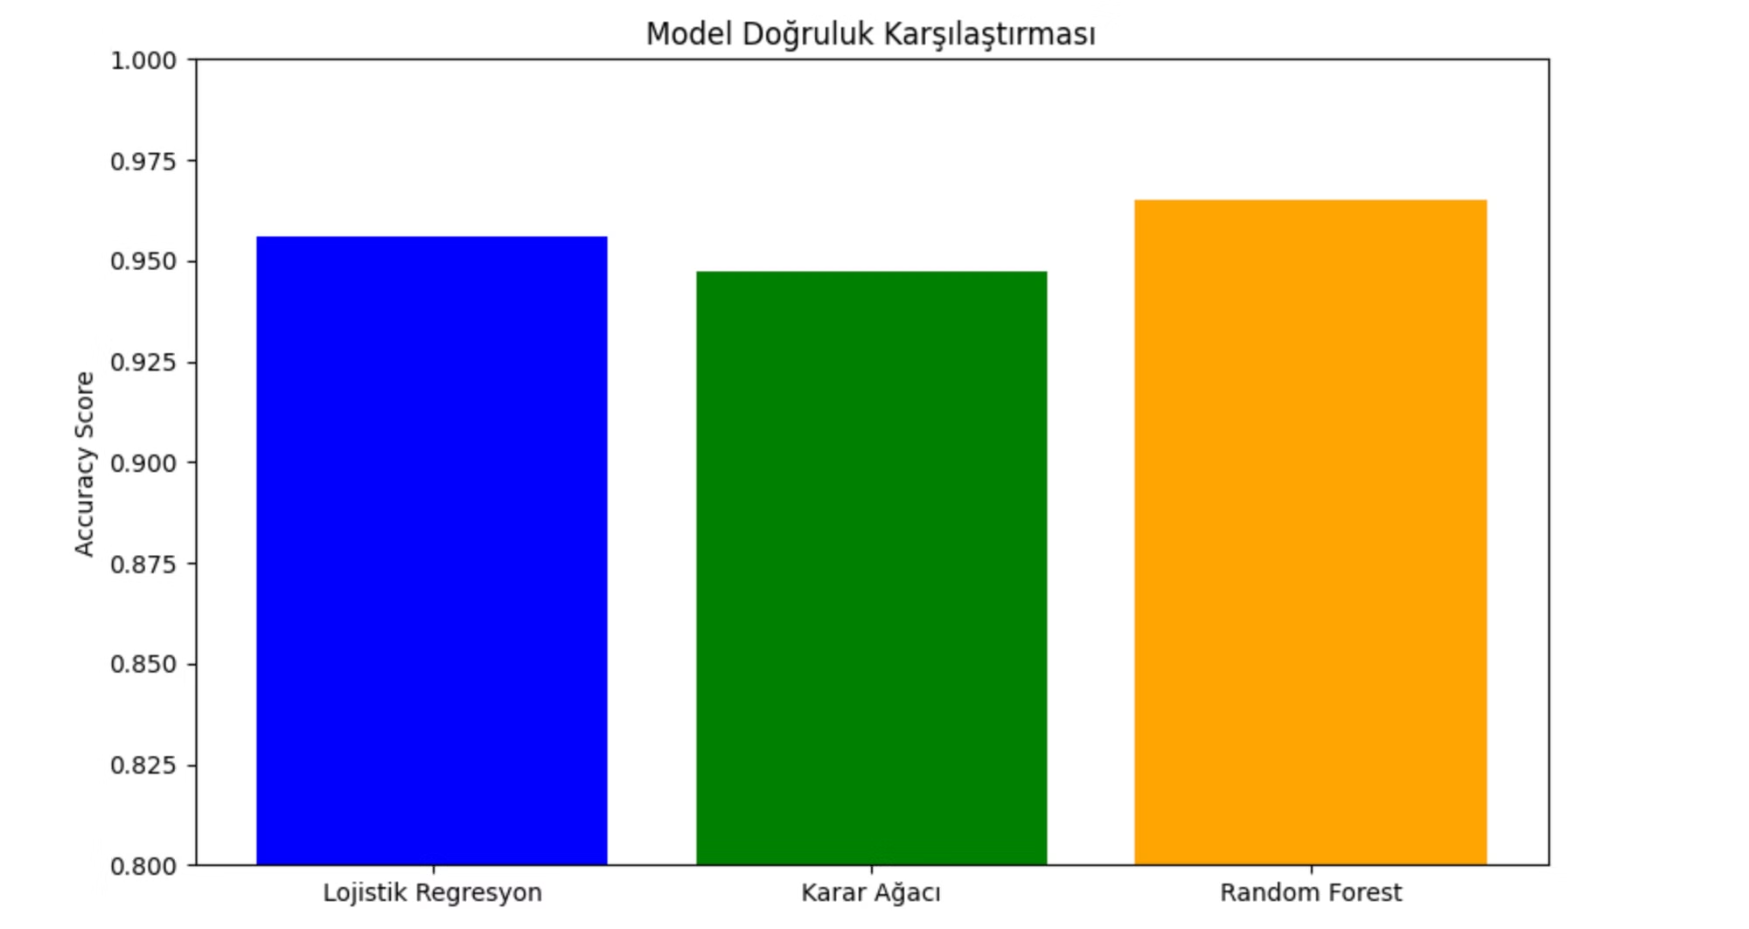 Model Doğruluk Karşılaştırması
1.000
0.975
0.950
0.925
0.900
0.875
0.850
0.825
0.800
Accuracy Score
Lojistik Regresyon
Karar Ağacı
Random Forest